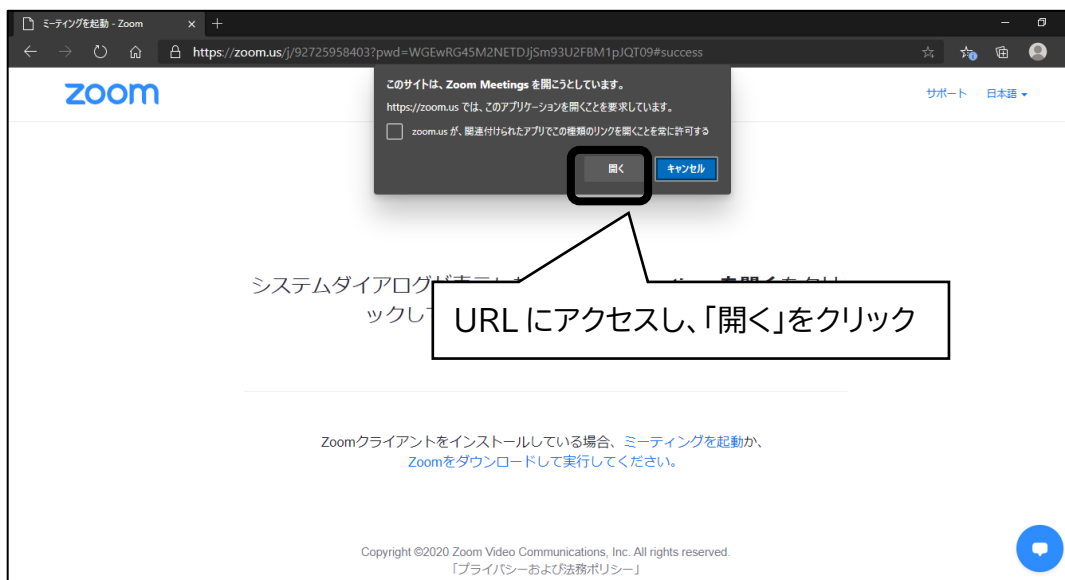 ミーティングを起動 - Zoom
https://zoom.us/j/92725958403?pwd=WGEwRG45M2NETDJjSm93U2FBM1pJQT09#success
zoom
サポート 日本語
このサイトは、Zoom Meetings を開こうとしています。
https://zoom.us では、このアプリケーションを開くことを要求しています。
zoom.us が、関連付けられたアプリでこの種類のリンクを開くことを常に許可する
開く キャンセル
システムダイアログが
ックして
URL にアクセスし、「開く」をクリック
Zoomクライアントをインストールしている場合、ミーティングを起動か、
Zoomをダウンロードして実行してください。
Copyright ©2020 Zoom Video Communications, Inc. All rights reserved.
「プライバシーおよび法務ポリシー」